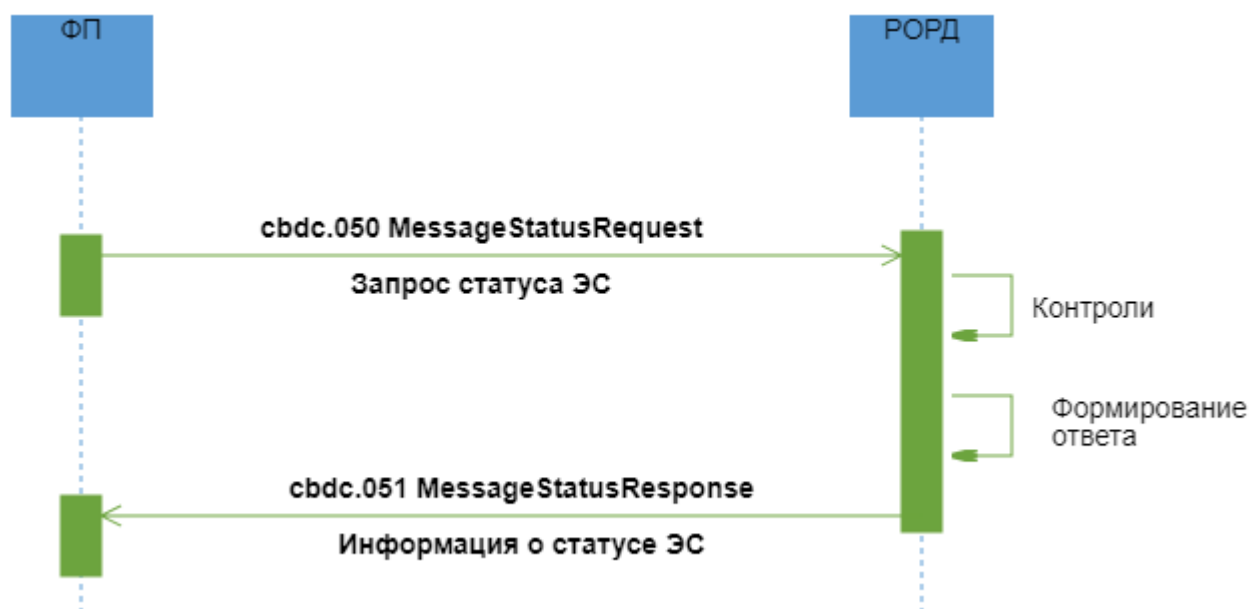 ФП
РОРД
cbdc.050 MessageStatusRequest
Запрос статуса ЭС
Контроли
Формирование
ответа
cbdc.051 MessageStatusResponse
Информация о статусе ЭС